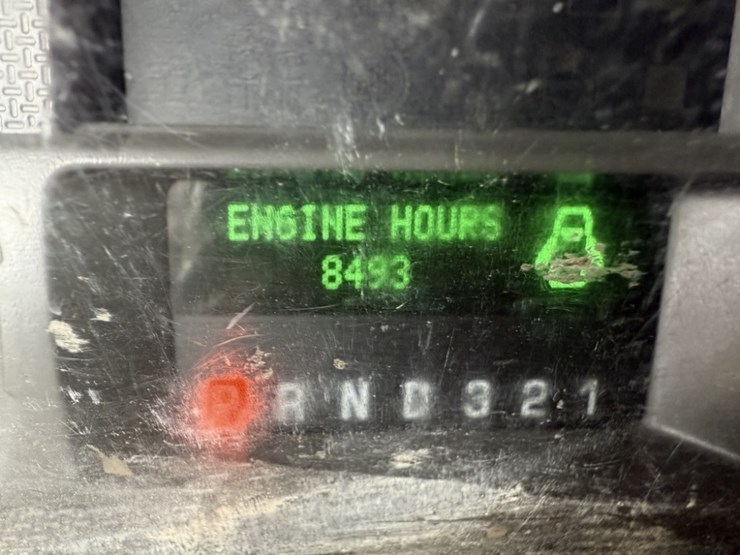 ENGINE HOURS
8493
P R N D 3 2 1